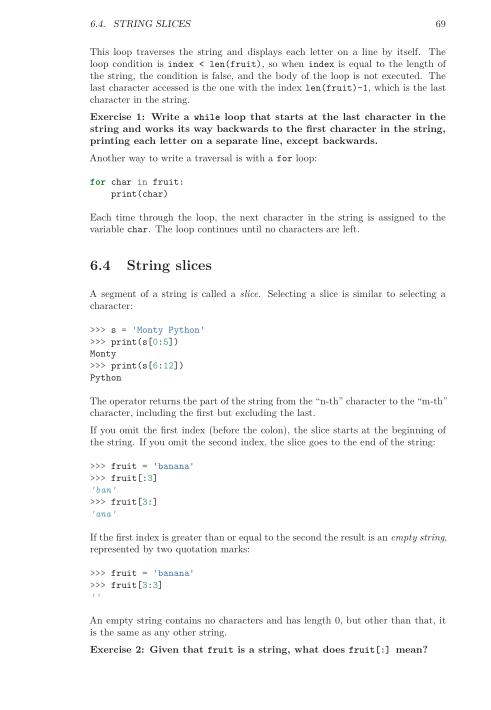 6.4. STRING SLICES 69
This loop traverses the string and displays each letter on a line by itself. The
loop condition is index < len(fruit), so when index is equal to the length of
the string, the condition is false, and the body of the loop is not executed. The
last character accessed is the one with the index len(fruit)-1, which is the last
character in the string.
Exercise 1: Write a while loop that starts at the last character in the
string and works its way backwards to the first character in the string,
printing each letter on a separate line, except backwards.
Another way to write a traversal is with a for loop:
for char in fruit:
    print(char)
Each time through the loop, the next character in the string is assigned to the
variable char. The loop continues until no characters are left.
6.4 String slices
A segment of a string is called a slice. Selecting a slice is similar to selecting a
character:
>>> s = 'Monty Python'
>>> print(s[0:5])
Monty
>>> print(s[6:12])
Python
The operator returns the part of the string from the “n-th” character to the “m-th”
character, including the first but excluding the last.
If you omit the first index (before the colon), the slice starts at the beginning of
the string. If you omit the second index, the slice goes to the end of the string:
>>> fruit = 'banana'
>>> fruit[:3]
'ban'
>>> fruit[3:]
'ana'
If the first index is greater than or equal to the second the result is an empty string,
represented by two quotation marks:
>>> fruit = 'banana'
>>> fruit[3:3]
''
An empty string contains no characters and has length 0, but other than that, it
is the same as any other string.
Exercise 2: Given that fruit is a string, what does fruit[:] mean?